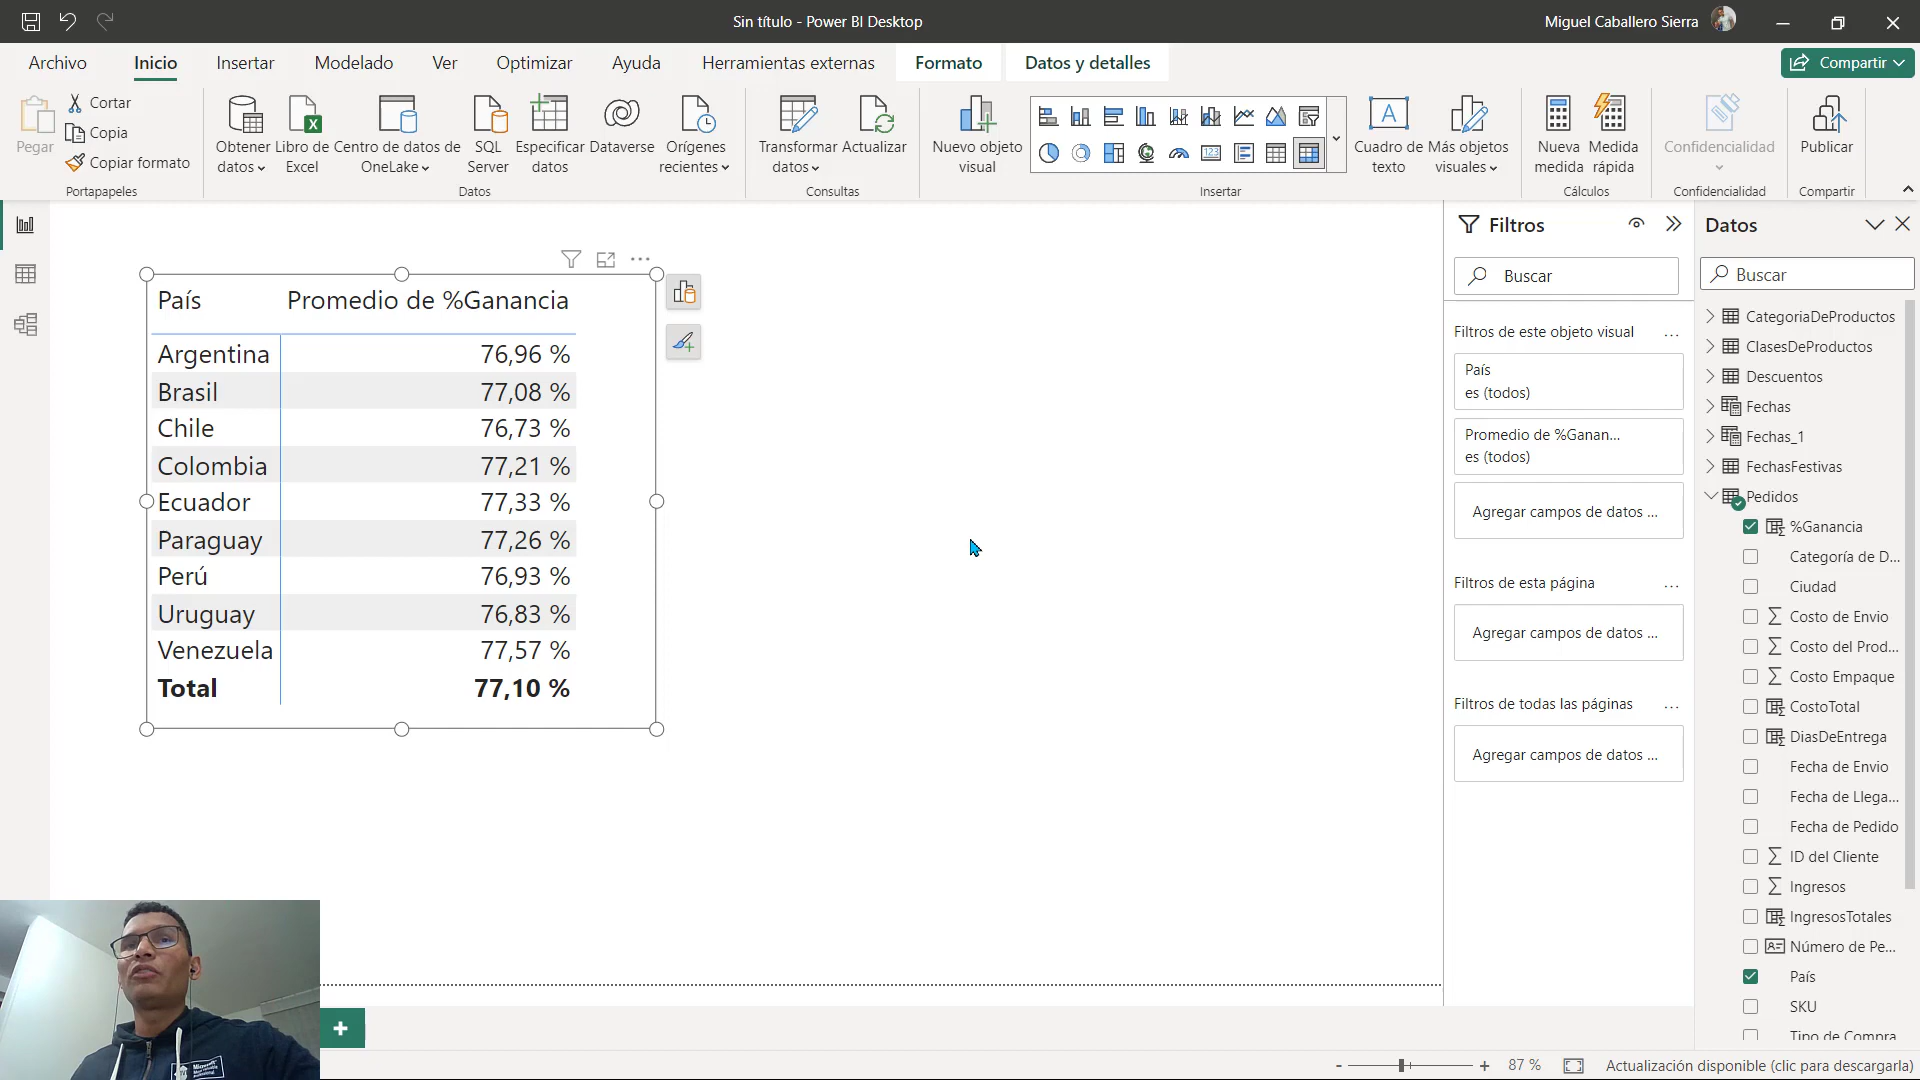 Sin título - Power BI Desktop
Miguel Caballero Sierra
Archivo
Inicio
Insertar
Modelado
Ver
Optimizar
Ayuda
Herramientas externas
Formato
Datos y detalles
Compartir
Pegar
Cortar
Copia
Copiar formato
Portapapeles
Obtener
datos
Libro de
Excel
Centro de datos de
OneLake
SQL
Server
Especificar
datos
Dataverse
Orígenes
recientes
Datos
Transformar
datos
Actualizar
Consultas
Nuevo objeto
visual
Cuadro de
texto
Más objetos
visuales
Insertar
Nueva
medida
Medida
rápida
Cálculos
Confidencialidad
Confidencialidad
Publicar
Compartir
País Promedio de %Ganancia
Argentina 76,96 %
Brasil 77,08 %
Chile 76,73 %
Colombia 77,21 %
Ecuador 77,33 %
Paraguay 77,26 %
Perú 76,93 %
Uruguay 76,83 %
Venezuela 77,57 %
Total 77,10 %
Filtros
Buscar
Filtros de este objeto visual
País
es (todos)
Promedio de %Ganan...
es (todos)
Agregar campos de datos ...
Filtros de esta página
Agregar campos de datos ...
Filtros de todas las páginas
Agregar campos de datos ...
Datos
Buscar
CategoriaDeProductos
ClasesDeProductos
Descuentos
Fechas
Fechas_1
FechasFestivas
Pedidos
%Ganancia
Categoría de D...
Ciudad
Costo de Envio
Costo del Prod...
Costo Empaque
CostoTotal
DiasDeEntrega
Fecha de Envio
Fecha de Llega...
Fecha de Pedido
ID del Cliente
Ingresos
IngresosTotales
Número de Pe...
País
SKU
Tipo de Compra
87 %
Actualización disponible (clic para descargarla)